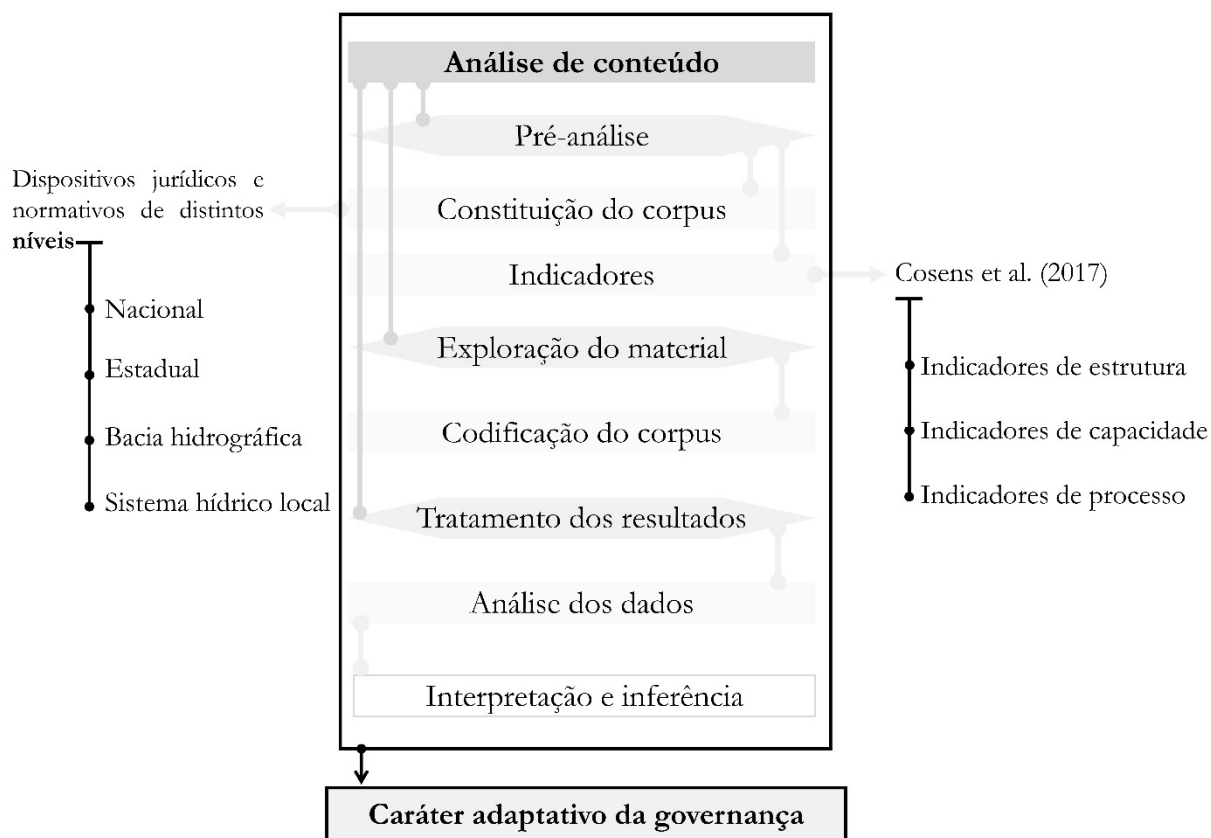 Análise de conteúdo
Pré-análise
Constituição do corpus
Indicadores
Exploração do material
Codificação do corpus
Tratamento dos resultados
Análise dos dados
Interpretação e inferência
Dispositivos jurídicos e
normativos de distintos
níveis
Nacional
Estadual
Bacia hidrográfica
Sistema hídrico local
Cosens et al. (2017)
Indicadores de estrutura
Indicadores de capacidade
Indicadores de processo
Caráter adaptativo da governança